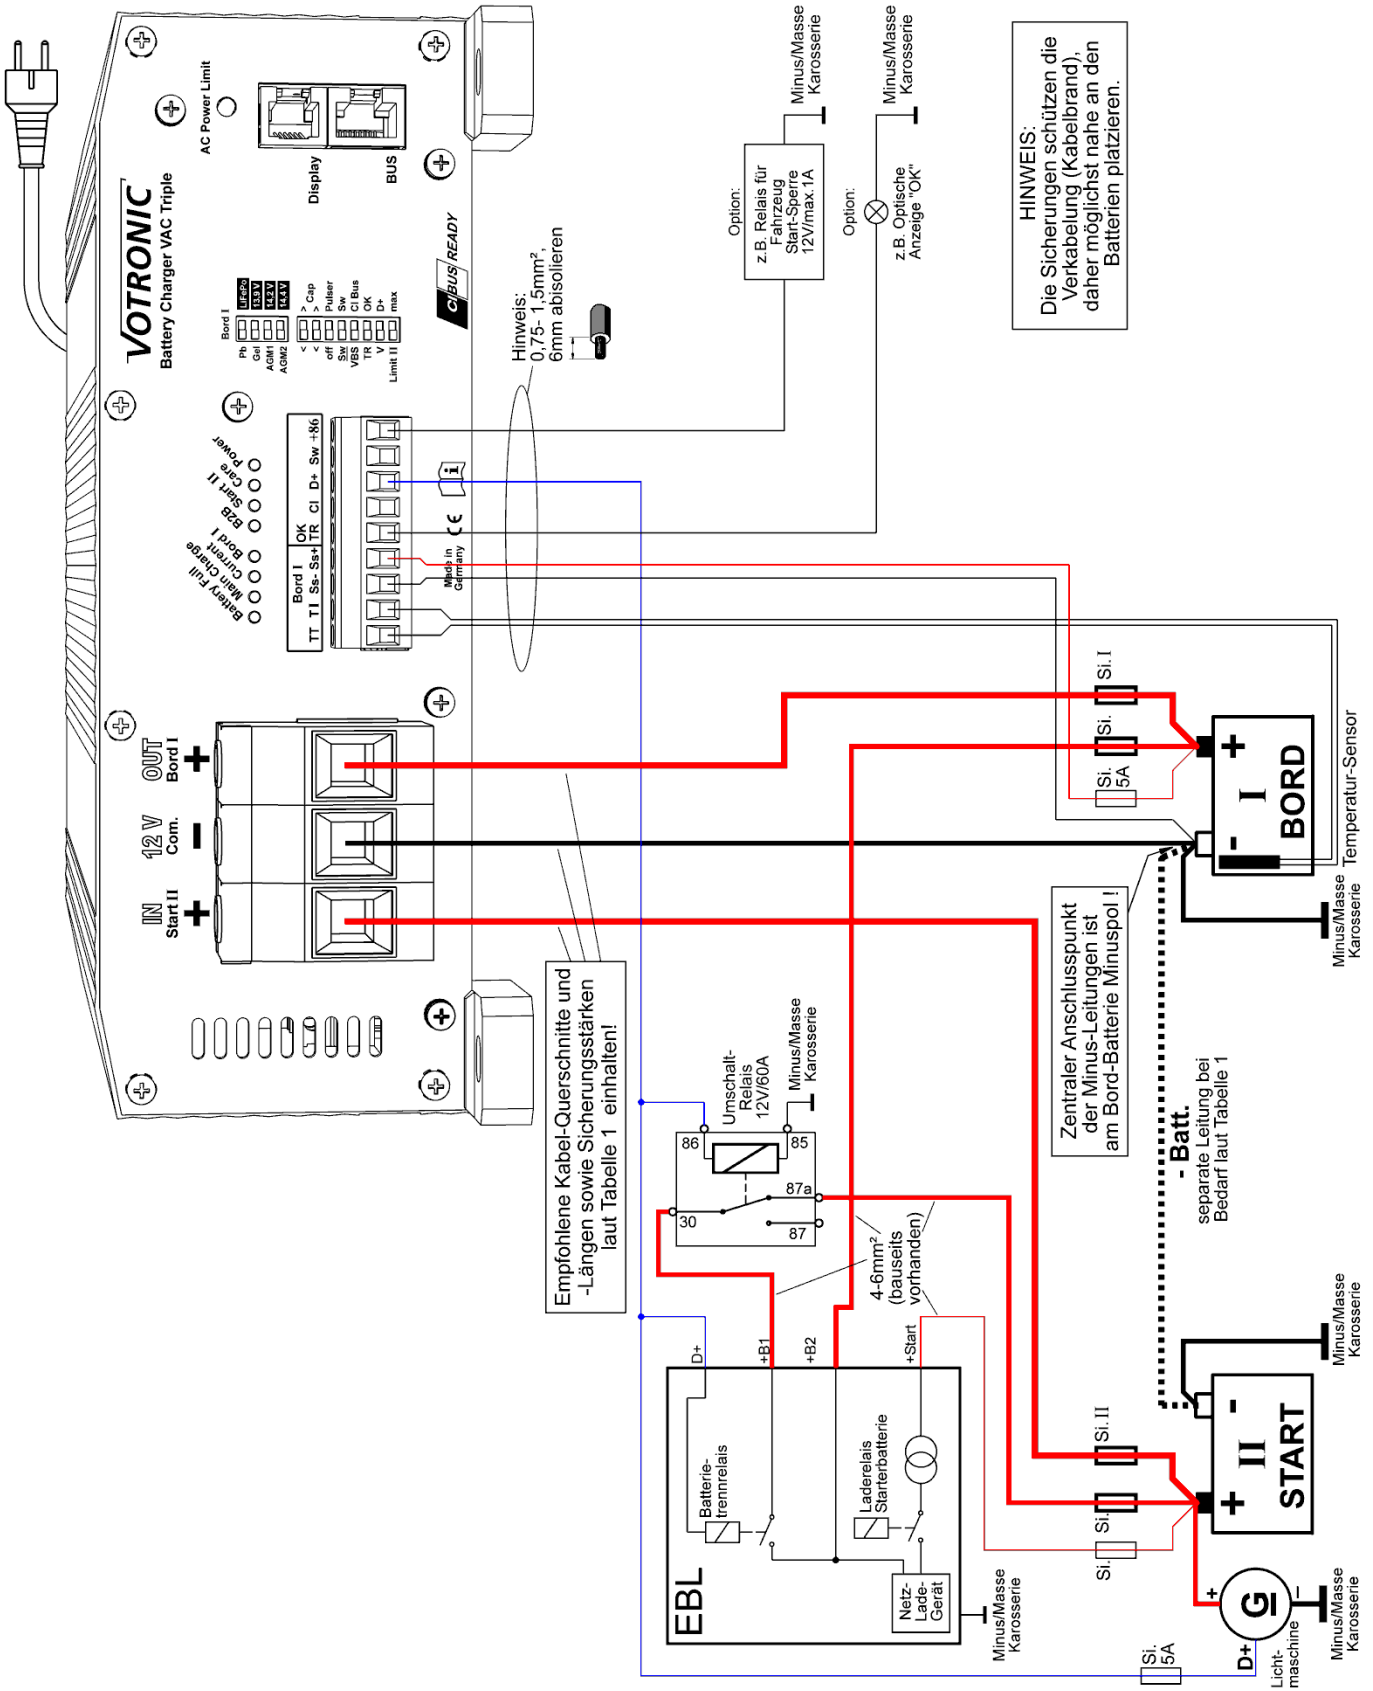 VOTRONIC
Battery Charger VAC Triple
AC Power Limit
Display
BUS
CI BUS READY
Bord I
Pb LiFePo
Gel 13,9 V
AGM1 14,2 V
AGM2 14,4 V
< > Cap
< > Cap
off Pulser
Sw Sw
VBS CI Bus
TR OK
V D+
Limit II max
Power
Care
Start II
B2B
Bord I
Current
Main Charge
Battery Full
Bord I OK
TT TI Ss- Ss+ TR CI D+ Sw +86
Made in
Germany
CE
i
Hinweis:
0,75- 1,5mm²,
6mm abisolieren
OUT
Bord I
+
12 V
Com.
-
IN
Start II
+
Option:
z.B. Relais für
Fahrzeug
Start-Sperre
12V/max.1A
Minus/Masse
Karosserie
Option:
z.B. Optische
Anzeige "OK"
Minus/Masse
Karosserie
HINWEIS:
Die Sicherungen schützen die
Verkabelung (Kabelbrand),
daher möglichst nahe an den
Batterien platzieren.
Empfohlene Kabel-Querschnitte und
-Längen sowie Sicherungsstärken
laut Tabelle 1 einhalten!
Umschalt-
Relais
12V/60A
Minus/Masse
Karosserie
86
85
30
87a
87
4-6mm²
(bauseits
vorhanden)
Zentraler Anschlusspunkt
der Minus-Leitungen ist
am Bord-Batterie Minuspol !
- Batt.
separate Leitung bei
Bedarf laut Tabelle 1
Si. I
Si.
Si.
5A
+
-
I
BORD
Temperatur-Sensor
Minus/Masse
Karosserie
D+
+B1
+B2
+Start
EBL
Batterie-
trennrelais
Laderelais
Starterbatterie
Netz-
Lade-
Gerät
Minus/Masse
Karosserie
Si. II
Si.
Si.
+
-
II
START
Minus/Masse
Karosserie
Si.
5A
D+
+
G
–
Licht-
maschine
Minus/Masse
Karosserie